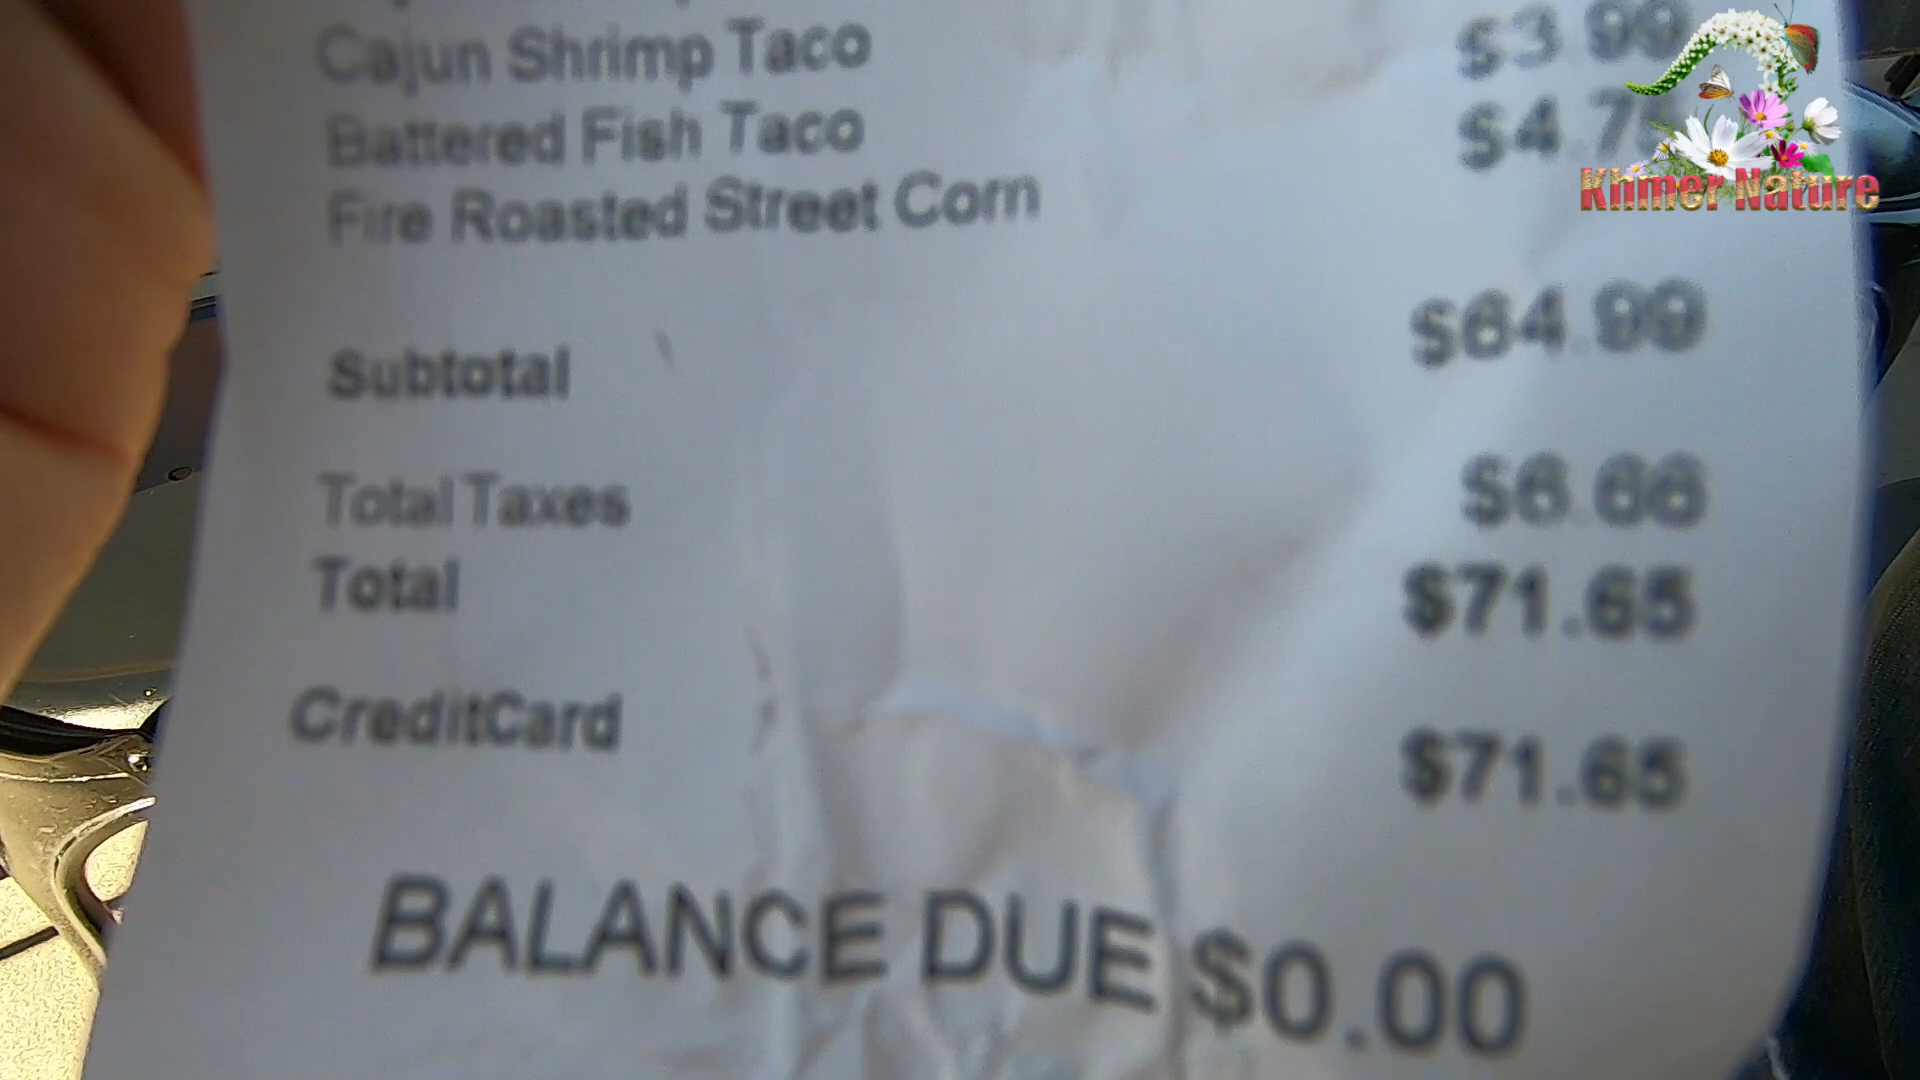 Cajun Shrimp Taco
Battered Fish Taco $3.99
Fire Roasted Street Corn
Subtotal $64.99
Total Taxes $6.66
Total $71.65
CreditCard $71.65
BALANCE DUE $0.00
Khmer Nature